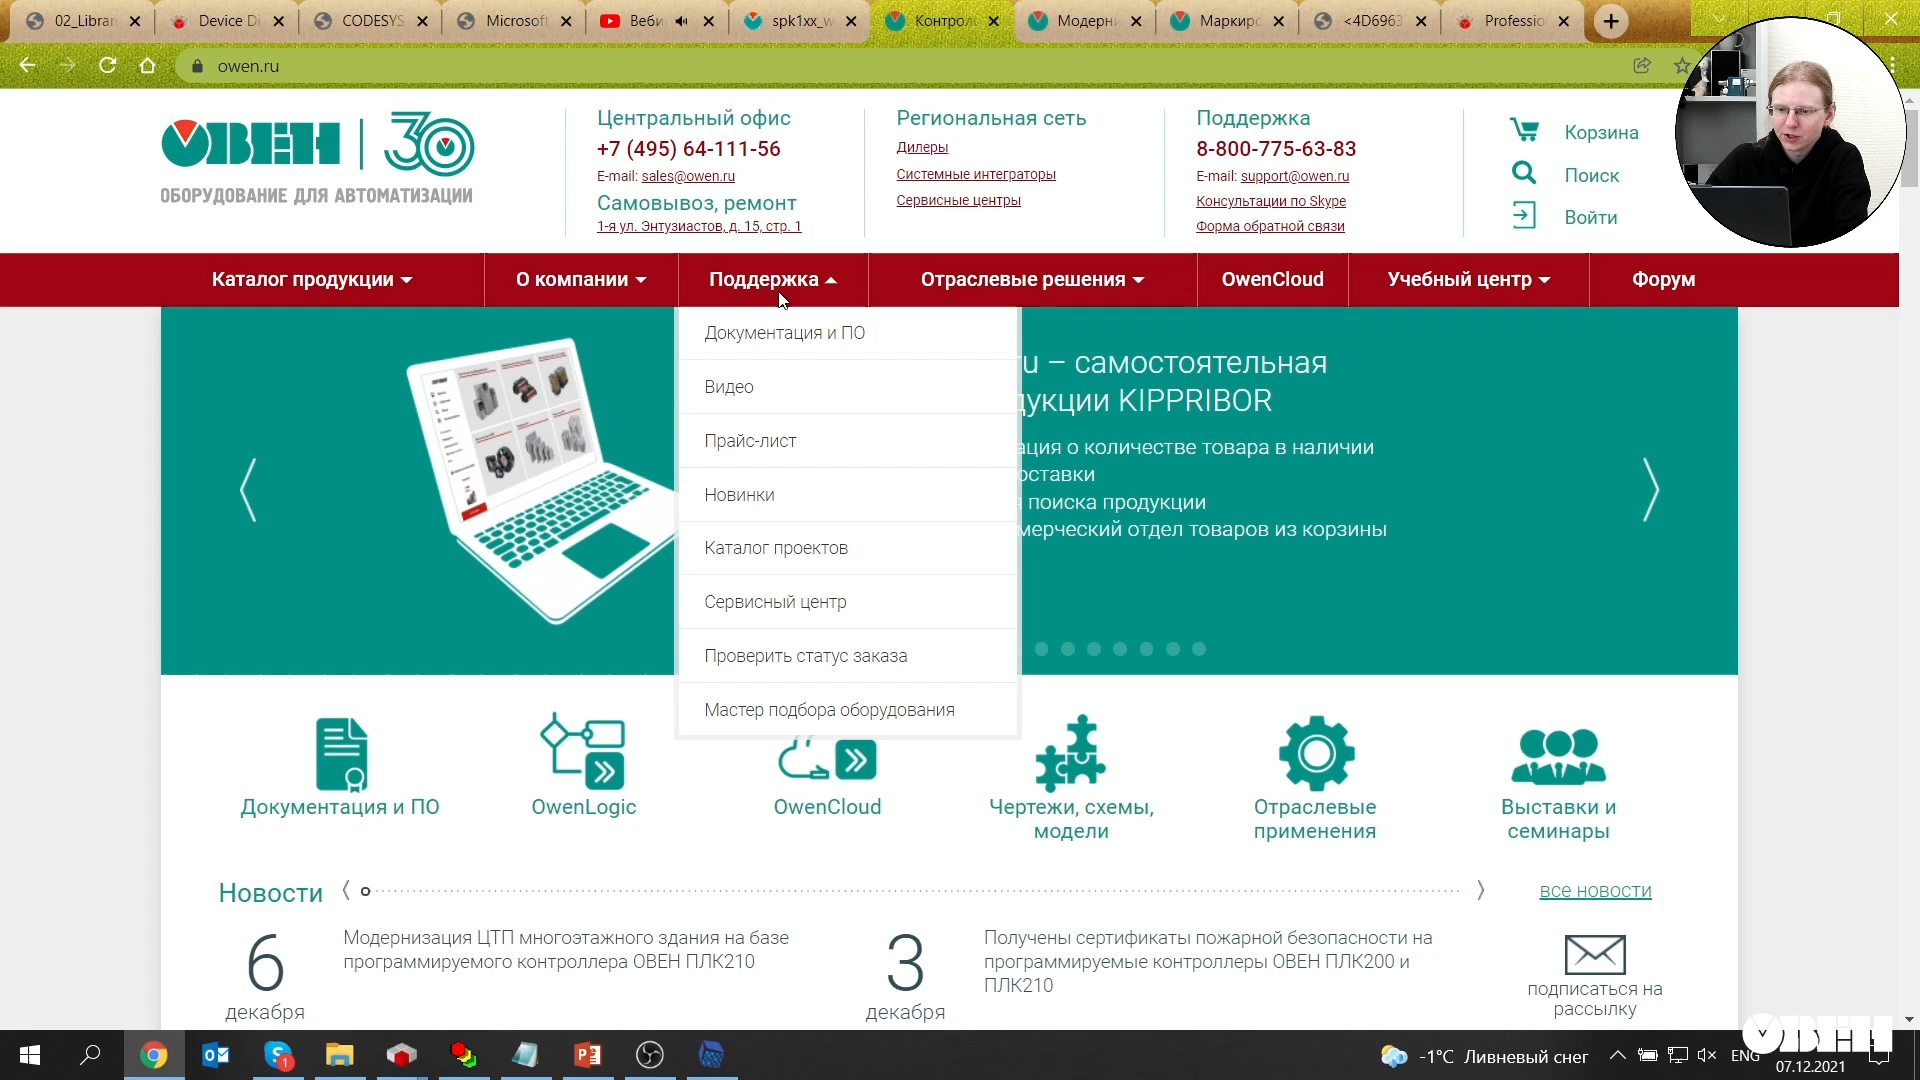 02_Librar
Device Di
CODESYS
Microsoft
Веби
spk1xx_w
Контрол
Модерни
Маркиро
<4D6963
Professio
owen.ru
ОВЕН 30
ОБОРУДОВАНИЕ ДЛЯ АВТОМАТИЗАЦИИ
Центральный офис
+7 (495) 64-111-56
E-mail: sales@owen.ru
Самовывоз, ремонт
1-я ул. Энтузиастов, д. 15, стр. 1
Региональная сеть
Дилеры
Системные интеграторы
Сервисные центры
Поддержка
8-800-775-63-83
E-mail: support@owen.ru
Консультации по Skype
Форма обратной связи
Корзина
Поиск
Войти
Каталог продукции
О компании
Поддержка
Отраслевые решения
OwenCloud
Учебный центр
Форум
Документация и ПО
Видео
Прайс-лист
Новинки
Каталог проектов
Сервисный центр
Проверить статус заказа
Мастер подбора оборудования
ru – самостоятельная
дукции KIPPRIBOR
ация о количестве товара в наличии
оставки
поиска продукции
мерческий отдел товаров из корзины
Документация и ПО
OwenLogic
OwenCloud
Чертежи, схемы,
модели
Отраслевые
применения
Выставки и
семинары
Новости
все новости
6
декабря
Модернизация ЦТП многоэтажного здания на базе
программируемого контроллера ОВЕН ПЛК210
3
декабря
Получены сертификаты пожарной безопасности на
программируемые контроллеры ОВЕН ПЛК200 и
ПЛК210
подписаться на
рассылку
-1°C Ливневый снег
ENG
07.12.2021
ОВЕН